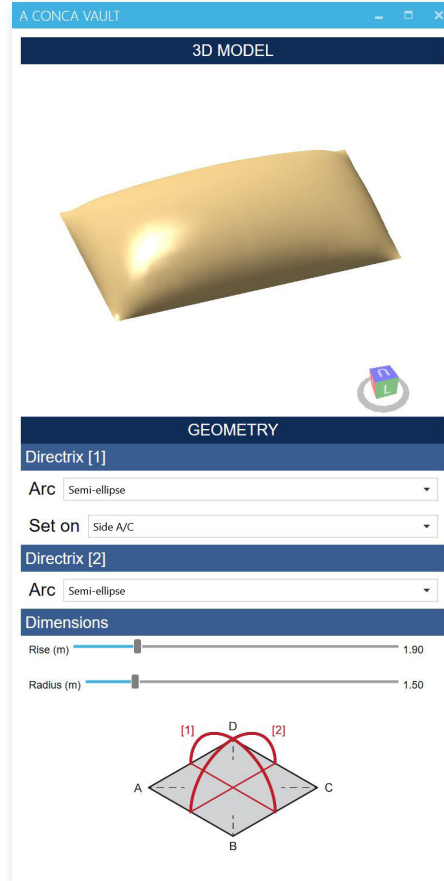 A CONCA VAULT
3D MODEL
GEOMETRY
Directrix [1]
Arc Semi-ellipse
Set on Side A/C
Directrix [2]
Arc Semi-ellipse
Dimensions
Rise (m) 1.90
Radius (m) 1.50
D
[1] [2]
A C
B